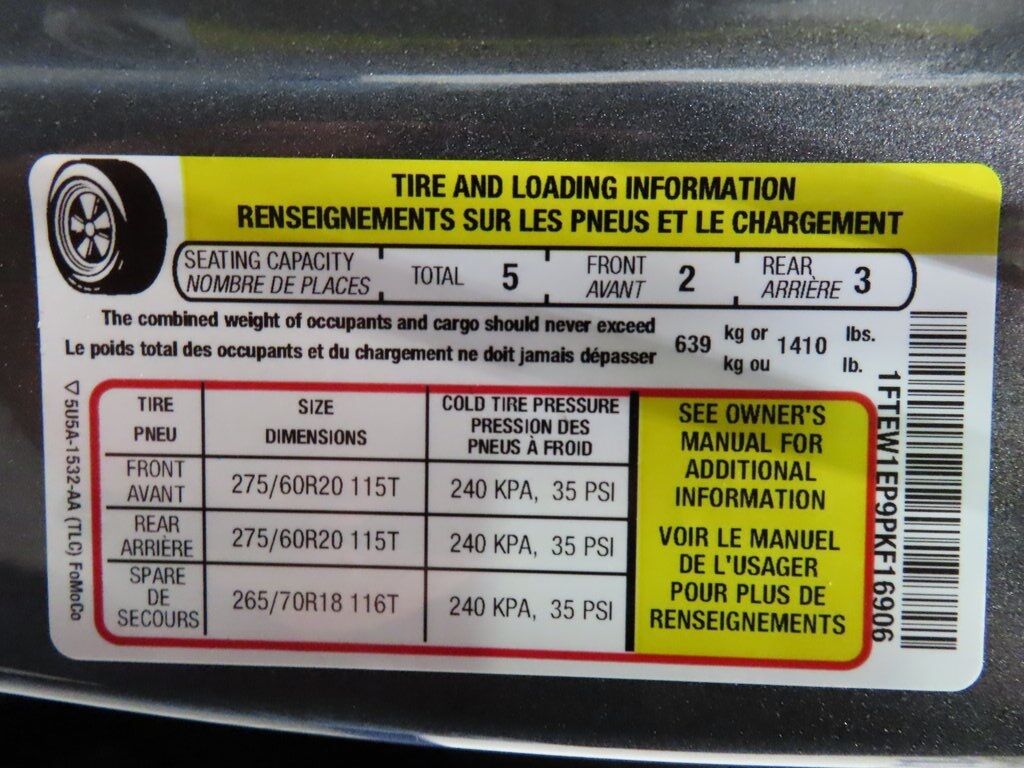 TIRE AND LOADING INFORMATION
RENSEIGNEMENTS SUR LES PNEUS ET LE CHARGEMENT
SEATING CAPACITY
NOMBRE DE PLACES
TOTAL 5
FRONT
AVANT
2
REAR
ARRIÈRE
3
The combined weight of occupants and cargo should never exceed
Le poids total des occupants et du chargement ne doit jamais dépasser
639
kg or
kg ou
1410
lbs.
lb.
TIRE
PNEU
SIZE
DIMENSIONS
COLD TIRE PRESSURE
PRESSION DES
PNEUS À FROID
FRONT
AVANT
275/60R20 115T
240 KPA, 35 PSI
REAR
ARRIÈRE
275/60R20 115T
240 KPA, 35 PSI
SPARE
DE
SECOURS
265/70R18 116T
240 KPA, 35 PSI
SEE OWNER'S
MANUAL FOR
ADDITIONAL
INFORMATION
VOIR LE MANUEL
DE L'USAGER
POUR PLUS DE
RENSEIGNEMENTS
5U5A-1532-AA (TLC) FoMoCo
1FTEW1EP9PKF16906